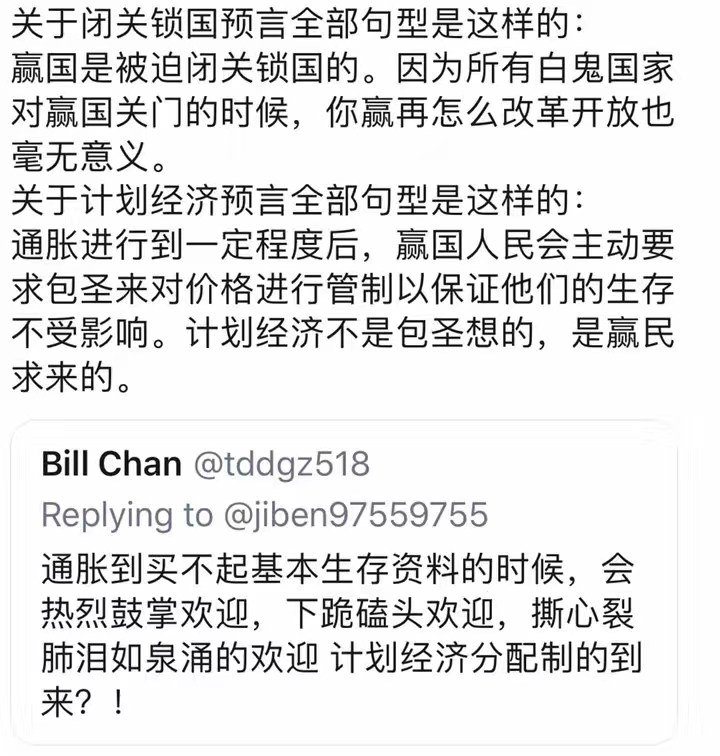 关于闭关锁国预言全部句型是这样的：
赢国是被迫闭关锁国的。因为所有白鬼国家
对赢国关门的时候，你赢再怎么改革开放也
毫无意义。
关于计划经济预言全部句型是这样的：
通胀进行到一定程度后，赢国人民会主动要
求包圣来对价格进行管制以保证他们的生存
不受影响。计划经济不是包圣想的，是赢民
求来的。
Bill Chan @tddgz518
Replying to @jiben97559755
通胀到买不起基本生存资料的时候，会
热烈鼓掌欢迎，下跪磕头欢迎，撕心裂
肺泪如泉涌的欢迎 计划经济分配制的到
来？！